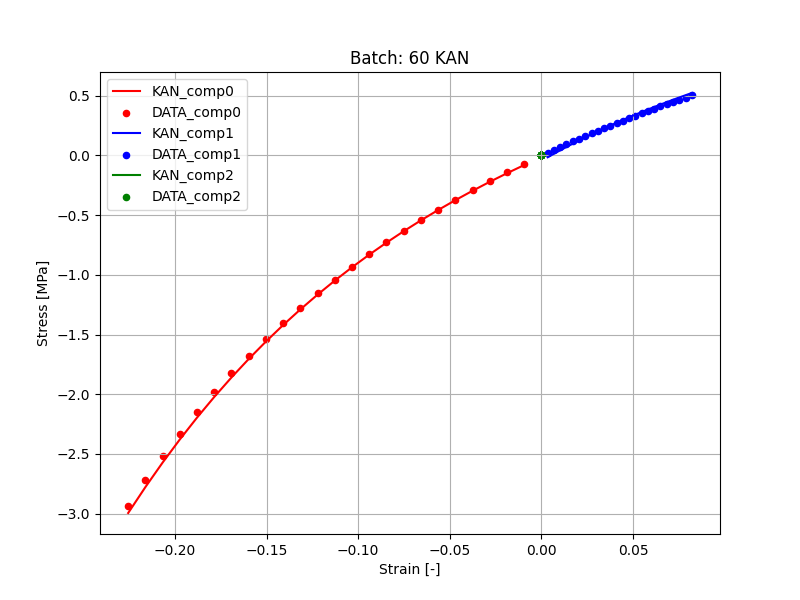 Batch: 60 KAN
KAN_comp0
DATA_comp0
KAN_comp1
DATA_comp1
KAN_comp2
DATA_comp2
0.5
0.0
−0.5
−1.0
−1.5
−2.0
−2.5
−3.0
Stress [MPa]
−0.20 −0.15 −0.10 −0.05 0.00 0.05
Strain [-]